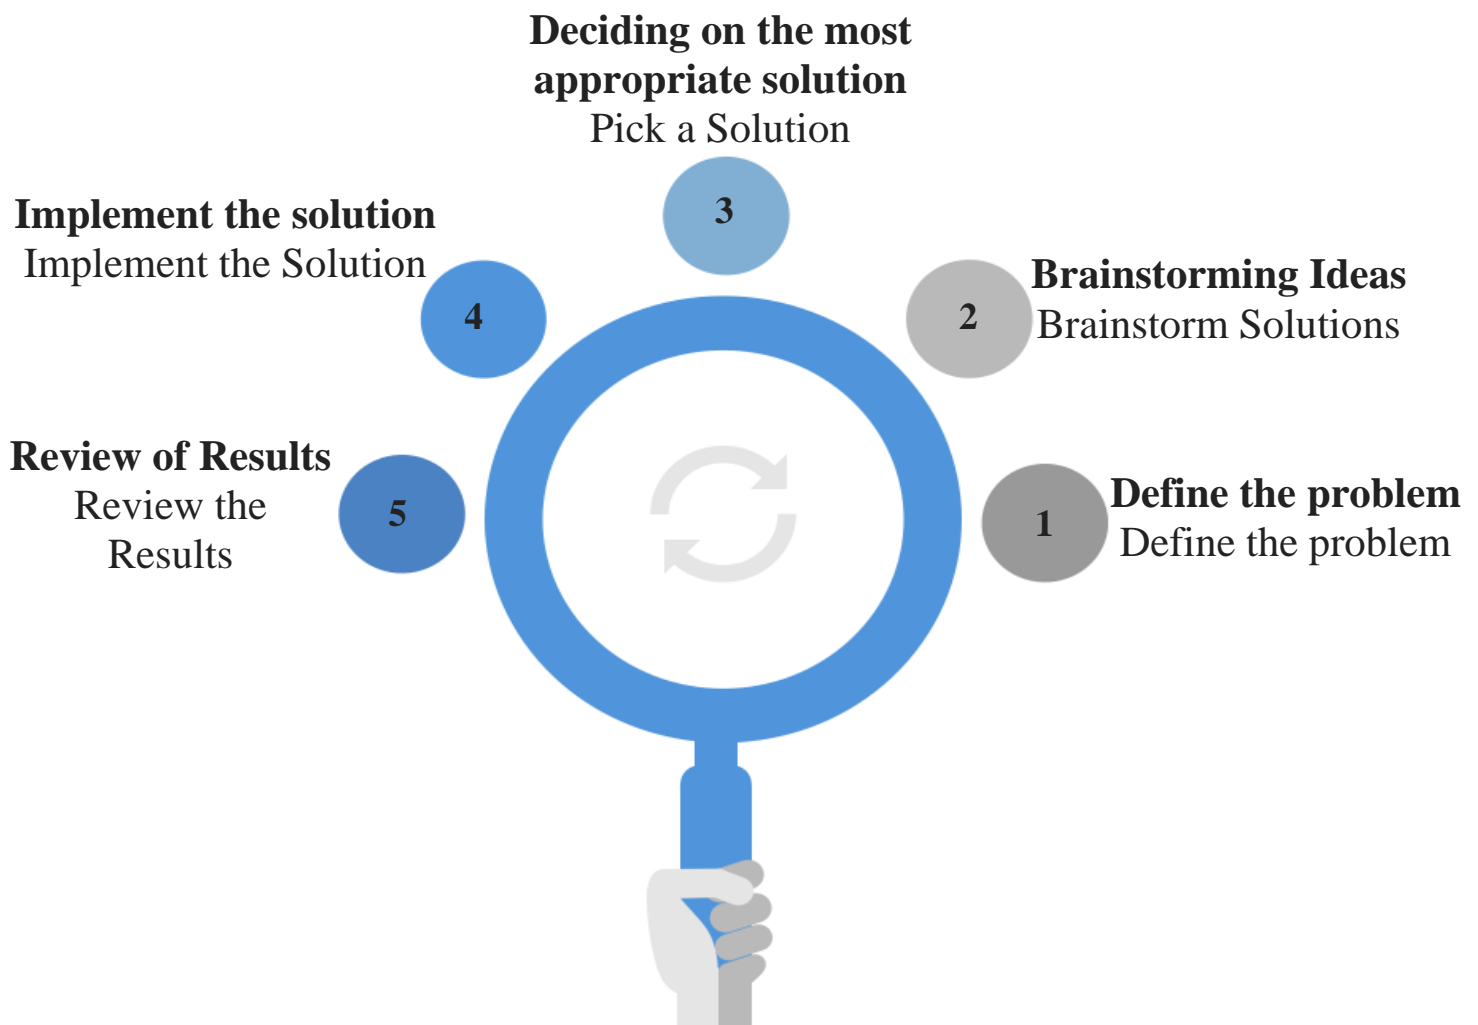 Deciding on the most
appropriate solution
Pick a Solution
3
Implement the solution
Implement the Solution
4
2
Brainstorming Ideas
Brainstorm Solutions
Review of Results
Review the
Results
5
1
Define the problem
Define the problem